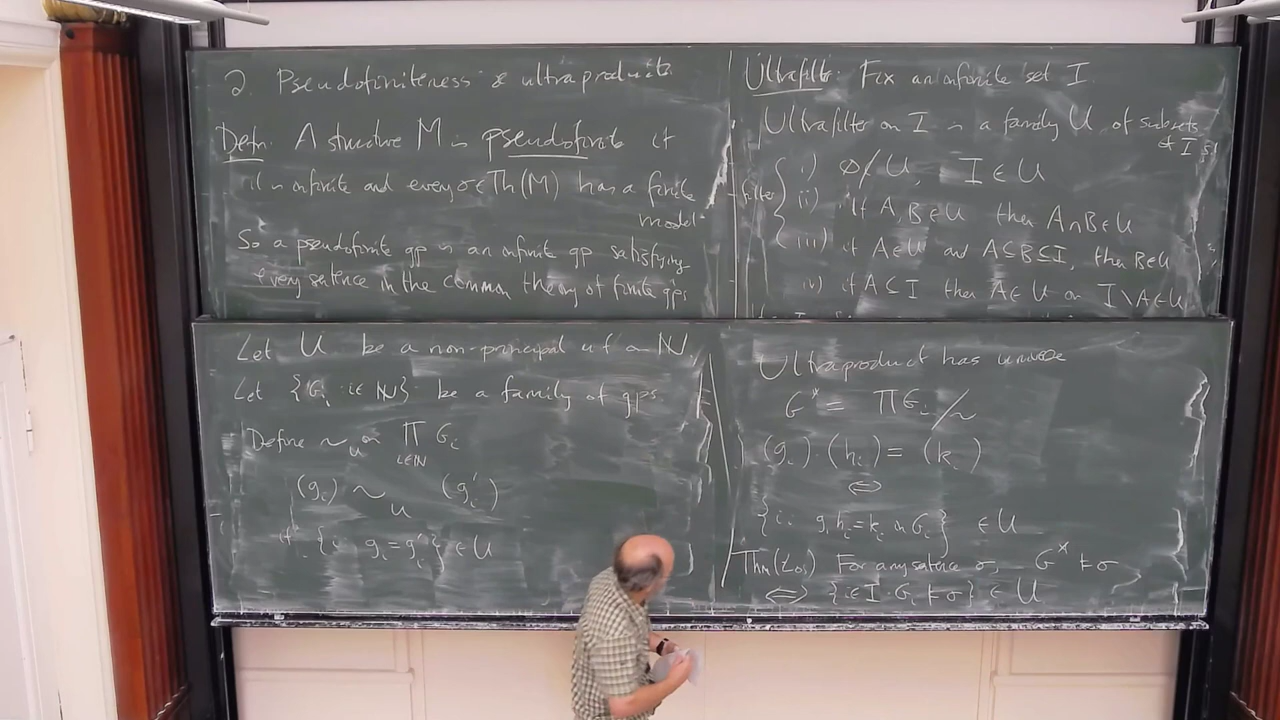 2. Pseudofiniteness & ultraproducts
Defn. A structure M is pseudofinite if
it is infinite and every σ∈Th(M) has a finite
model.
So a pseudofinite gp is an infinite gp satisfying
every sentence in the common theory of finite gps
Ultrafilter: Fix an infinite set I.
Ultrafilter on I is a family U of subsets
of I s.t.
filter
i) ∅∉U, I∈U
ii) If A,B∈U then A∩B∈U
iii) if A∈U and A⊆B⊆I, then B∈U
iv) if A⊆I then A∈U or I\A∈U
Let U be a non-principal uf on N
Let {Gi : i∈N} be a family of gps
Define ~U on ∏ Gi
i∈N
(gi) ~U (gi')
if {i : gi=gi'}∈U
Ultraproduct has universe
G* = ∏Gi/~
(gi)·(hi) = (ki)
⇔
{i: gihi=ki in Gi} ∈U
Thm (Łos) For any sentence σ, G* ⊨σ
⇔ {i∈I: Gi ⊨σ} ∈ U